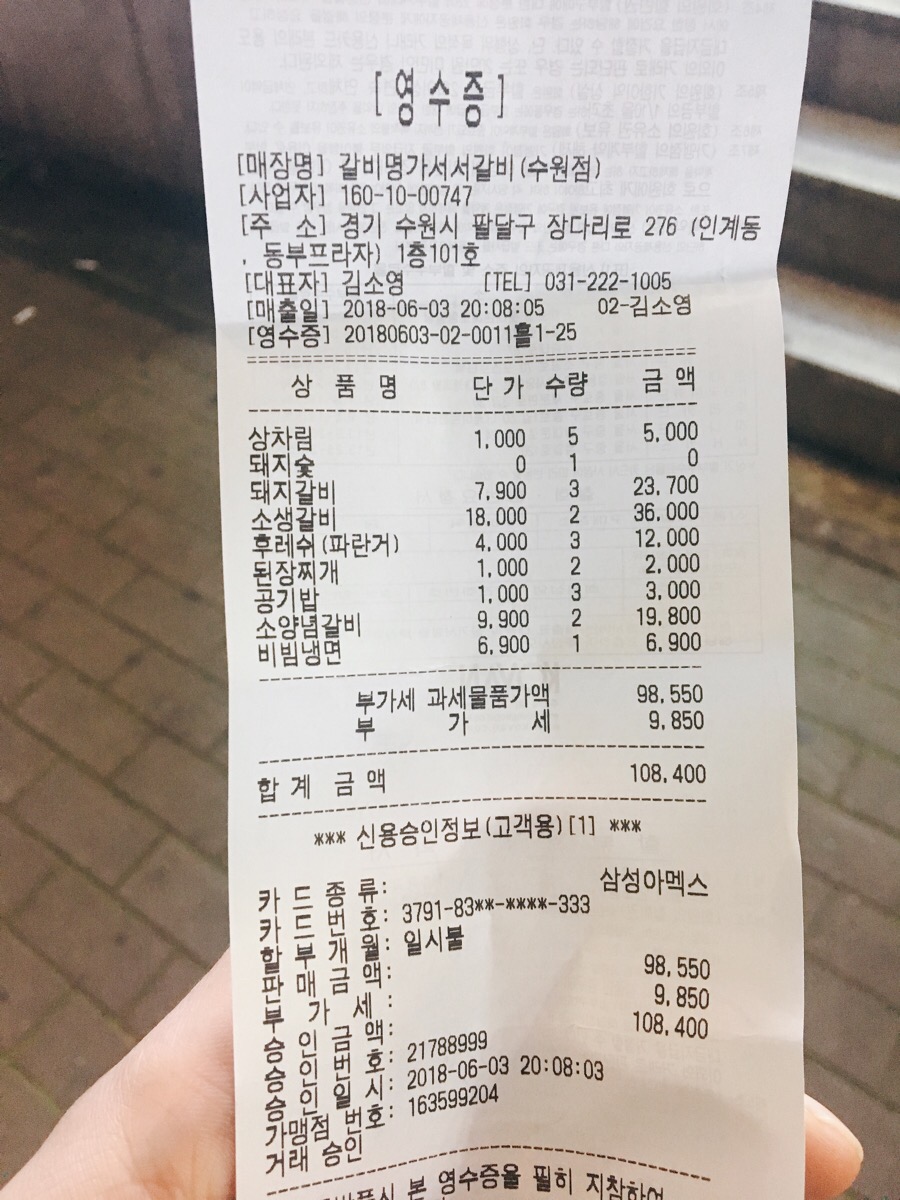 [영수증]
[매장명] 갈비명가서서갈비(수원점)
[사업자] 160-10-00747
[주 소] 경기 수원시 팔달구 장다리로 276 (인계동
, 동부프라자) 1층101호
[대표자] 김소영 [TEL] 031-222-1005
[매출일] 2018-06-03 20:08:05 02-김소영
[영수증] 20180603-02-0011홀1-25
상 품 명 단 가 수량 금 액
상차림 1,000 5 5,000
돼지숯 0 1 0
돼지갈비 7,900 3 23,700
소생갈비 18,000 2 36,000
후레쉬(파란거) 4,000 3 12,000
된장찌개 1,000 2 2,000
공기밥 1,000 3 3,000
소양념갈비 9,900 2 19,800
비빔냉면 6,900 1 6,900
부가세 과세물품가액 98,550
부 가 세 9,850
합 계 금 액 108,400
*** 신용승인정보(고객용)[1] ***
카 드 종 류: 삼성아멕스
카 드 번 호: 3791-83**-****-333
할 부 개 월: 일시불
판 매 금 액: 98,550
부 가 세 : 9,850
승 인 금 액: 108,400
승 인 번 호: 21788999
승 인 일 시: 2018-06-03 20:08:03
가맹점 번호: 163599204
거래 승인
본 영수증을 필히 지참하여